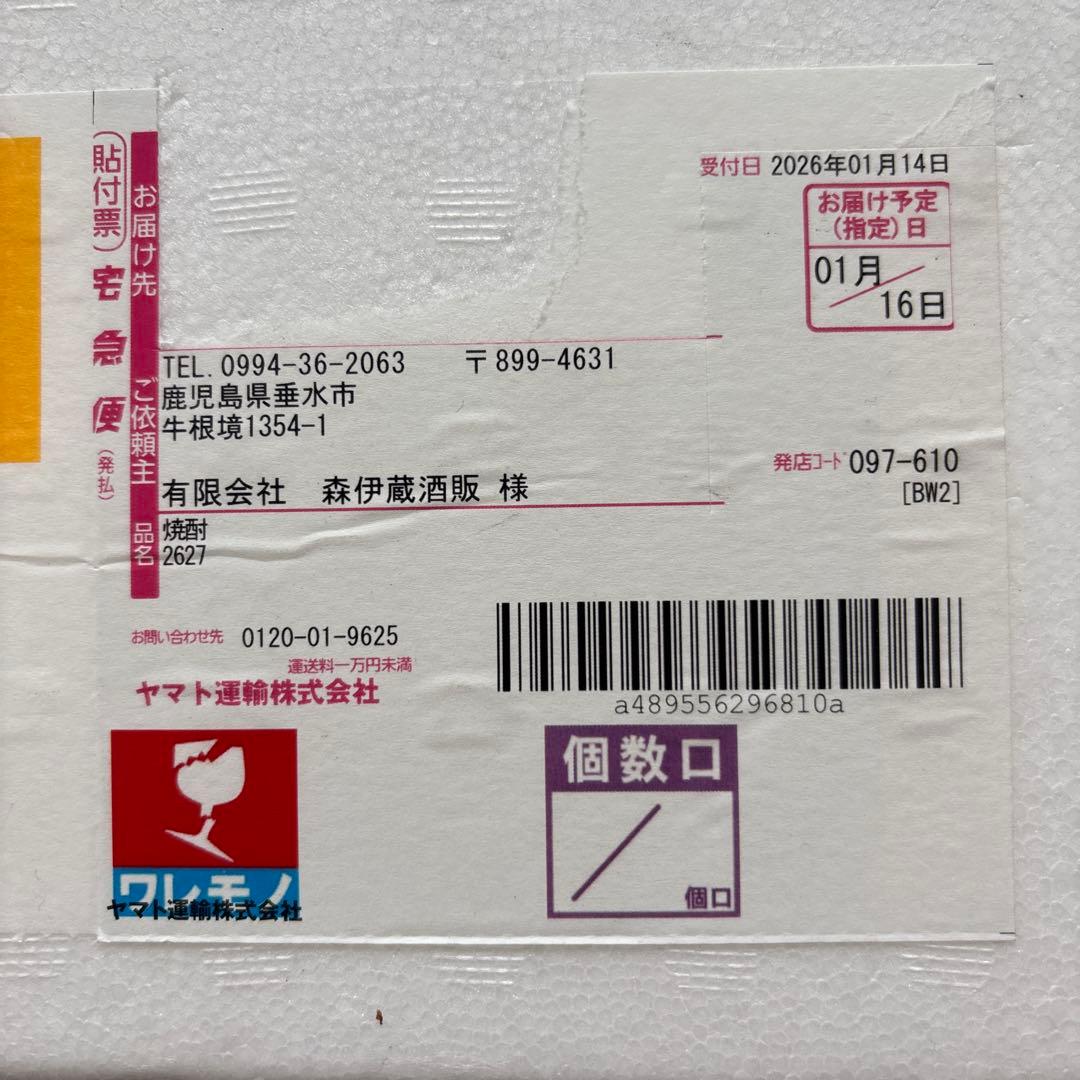 受付日 2026年01月14日
お届け予定
(指定)日
01月
16日
(貼付票)宅急便(発払)
お届け先
ご依頼主
品名
TEL. 0994-36-2063 〒899-4631
鹿児島県垂水市
牛根境1354-1
発店コード 097-610
[BW2]
有限会社 森伊蔵酒販 様
焼酎
2627
お問い合わせ先 0120-01-9625
運送料一万円未満
ヤマト運輸株式会社
a489556296810a
個数口
個口
ワレモノ
ヤマト運輸株式会社